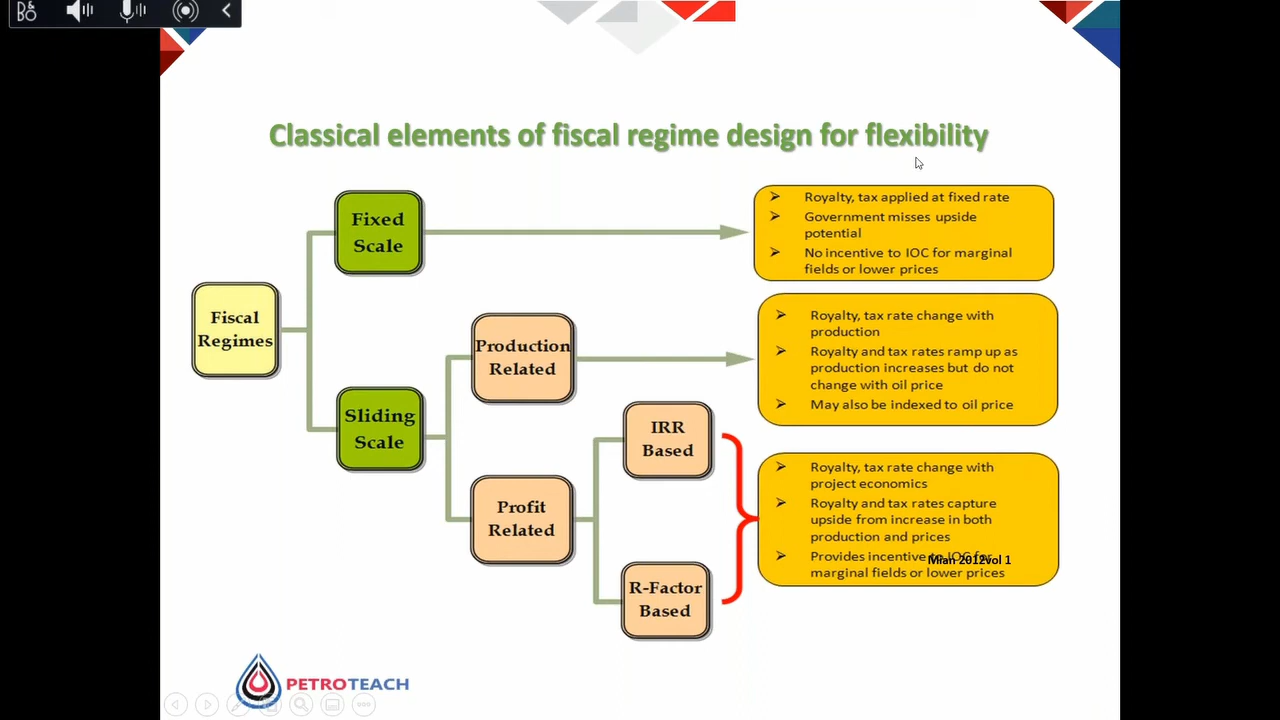 Classical elements of fiscal regime design for flexibility
Fiscal
Regimes
Fixed
Scale
Sliding
Scale
Production
Related
Profit
Related
IRR
Based
R-Factor
Based
➢ Royalty, tax applied at fixed rate
➢ Government misses upside
potential
➢ No incentive to IOC for marginal
fields or lower prices
➢ Royalty, tax rate change with
production
➢ Royalty and tax rates ramp up as
production increases but do not
change with oil price
➢ May also be indexed to oil price
➢ Royalty, tax rate change with
project economics
➢ Royalty and tax rates capture
upside from increase in both
production and prices
➢ Provides incentive to IOC for
marginal fields or lower prices
Mian 2012vol 1
PETROTEACH